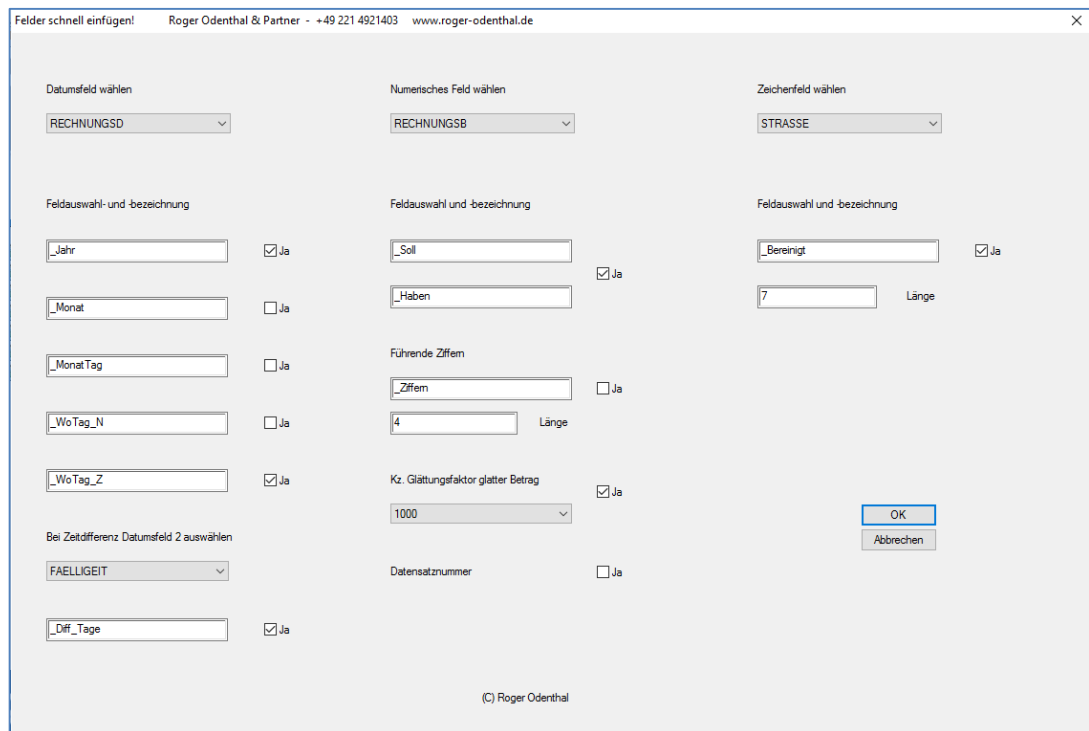 Felder schnell einfügen! Roger Odenthal & Partner - +49 221 4921403 www.roger-odenthal.de
Datumsfeld wählen
RECHNUNGSD
Feldauswahl- und -bezeichnung
_Jahr Ja
_Monat Ja
_MonatTag Ja
_WoTag_N Ja
_WoTag_Z Ja
Bei Zeitdifferenz Datumsfeld 2 auswählen
FAELLIGEIT
_Diff_Tage Ja
Numerisches Feld wählen
RECHNUNGSB
Feldauswahl und -bezeichnung
_Soll
Ja
_Haben
Führende Ziffern
_Ziffern Ja
4 Länge
Kz. Glättungsfaktor glatter Betrag
Ja
1000
Datensatznummer Ja
Zeichenfeld wählen
STRASSE
Feldauswahl und -bezeichnung
_Bereinigt Ja
7 Länge
OK
Abbrechen
(C) Roger Odenthal